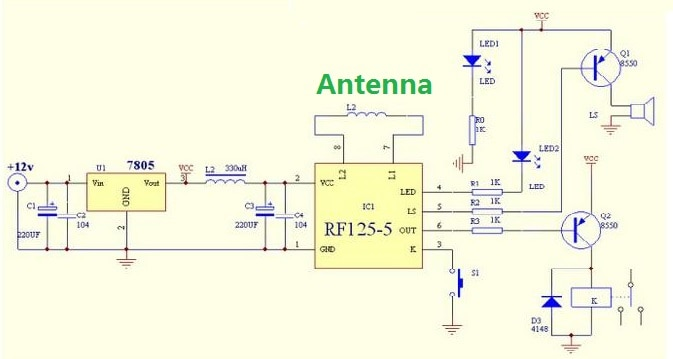 VCC
LED1
LED
Q1
8550
Antenna
L2
R0
1K
LS
LED2
LED
8
7
L2
L1
+12v
U1
7805
Vin
Vout
GND
1
3
2
VCC
L2
330uH
2
VCC
IC1
RF125-5
GND
1
LED
LS
OUT
K
4
5
6
3
R1
1K
R2
1K
R3
1K
VCC
Q2
8550
C1
220UF
C2
104
C3
220UF
C4
104
S1
D3
4148
K